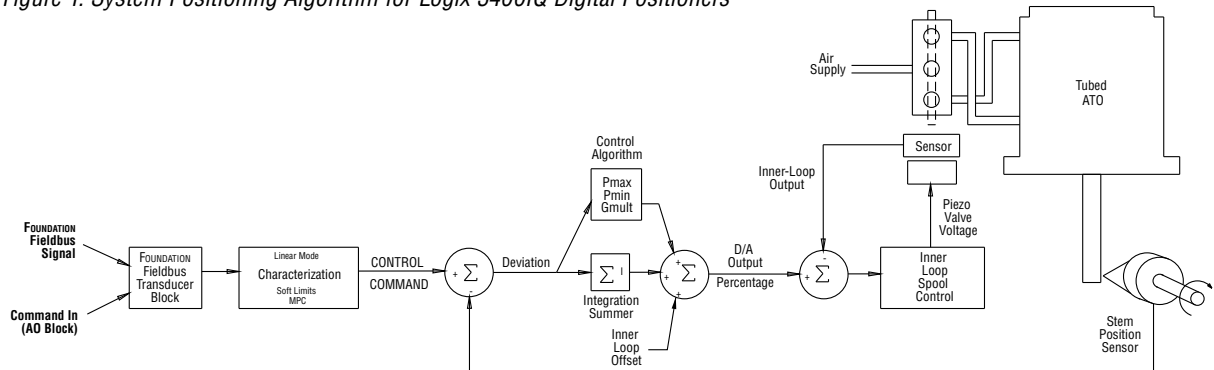 Figure 1: System Positioning Algorithm for Logix 3400IQ Digital Positioners
Air
Supply
Tubed
ATO
Sensor
Control
Algorithm
Pmax
Pmin
Gmult
Inner-Loop
Output
Piezo
Valve
Voltage
FOUNDATION
Fieldbus
Signal
FOUNDATION
Fieldbus
Transducer
Block
Command In
(AO Block)
Linear Mode
Characterization
Soft Limits
MPC
CONTROL
COMMAND
+ Σ
-
Deviation
Σ I
Integration
Summer
+
+ Σ
+
Inner
Loop
Offset
D/A
Output
Percentage
-
+ Σ
Inner
Loop
Spool
Control
Stem
Position
Sensor